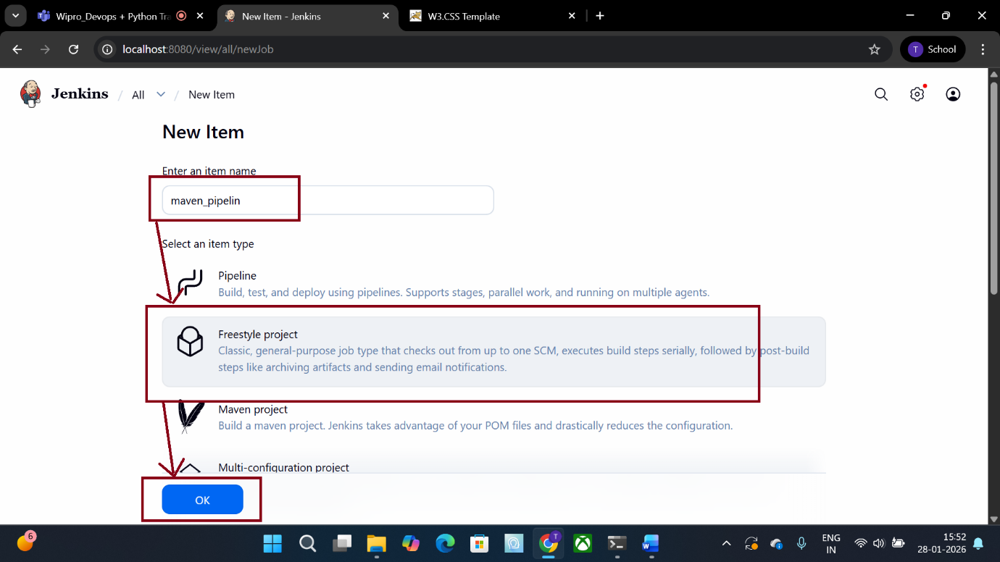 Wipro_Devops + Python Tra
New Item - Jenkins
W3.CSS Template
localhost:8080/view/all/newJob
T
School
Jenkins / All / New Item
New Item
Enter an item name
maven_pipelin
Select an item type
Pipeline
Build, test, and deploy using pipelines. Supports stages, parallel work, and running on multiple agents.
Freestyle project
Classic, general-purpose job type that checks out from up to one SCM, executes build steps serially, followed by post-build
steps like archiving artifacts and sending email notifications.
Maven project
Build a maven project. Jenkins takes advantage of your POM files and drastically reduces the configuration.
Multi-configuration project
OK
6
T
W
ENG
IN
15:52
28-01-2026